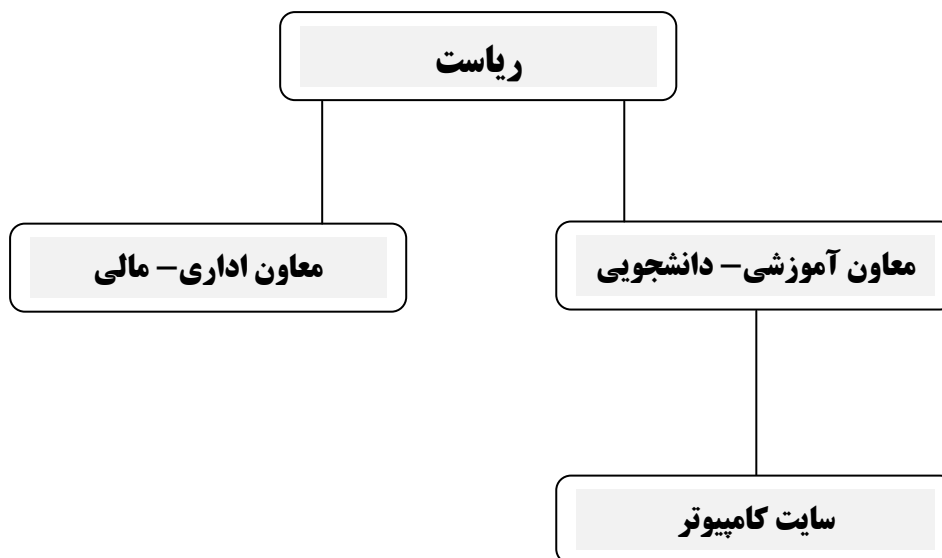 ریاست
معاون آموزشی– دانشجویی
معاون اداری– مالی
سایت کامپیوتر